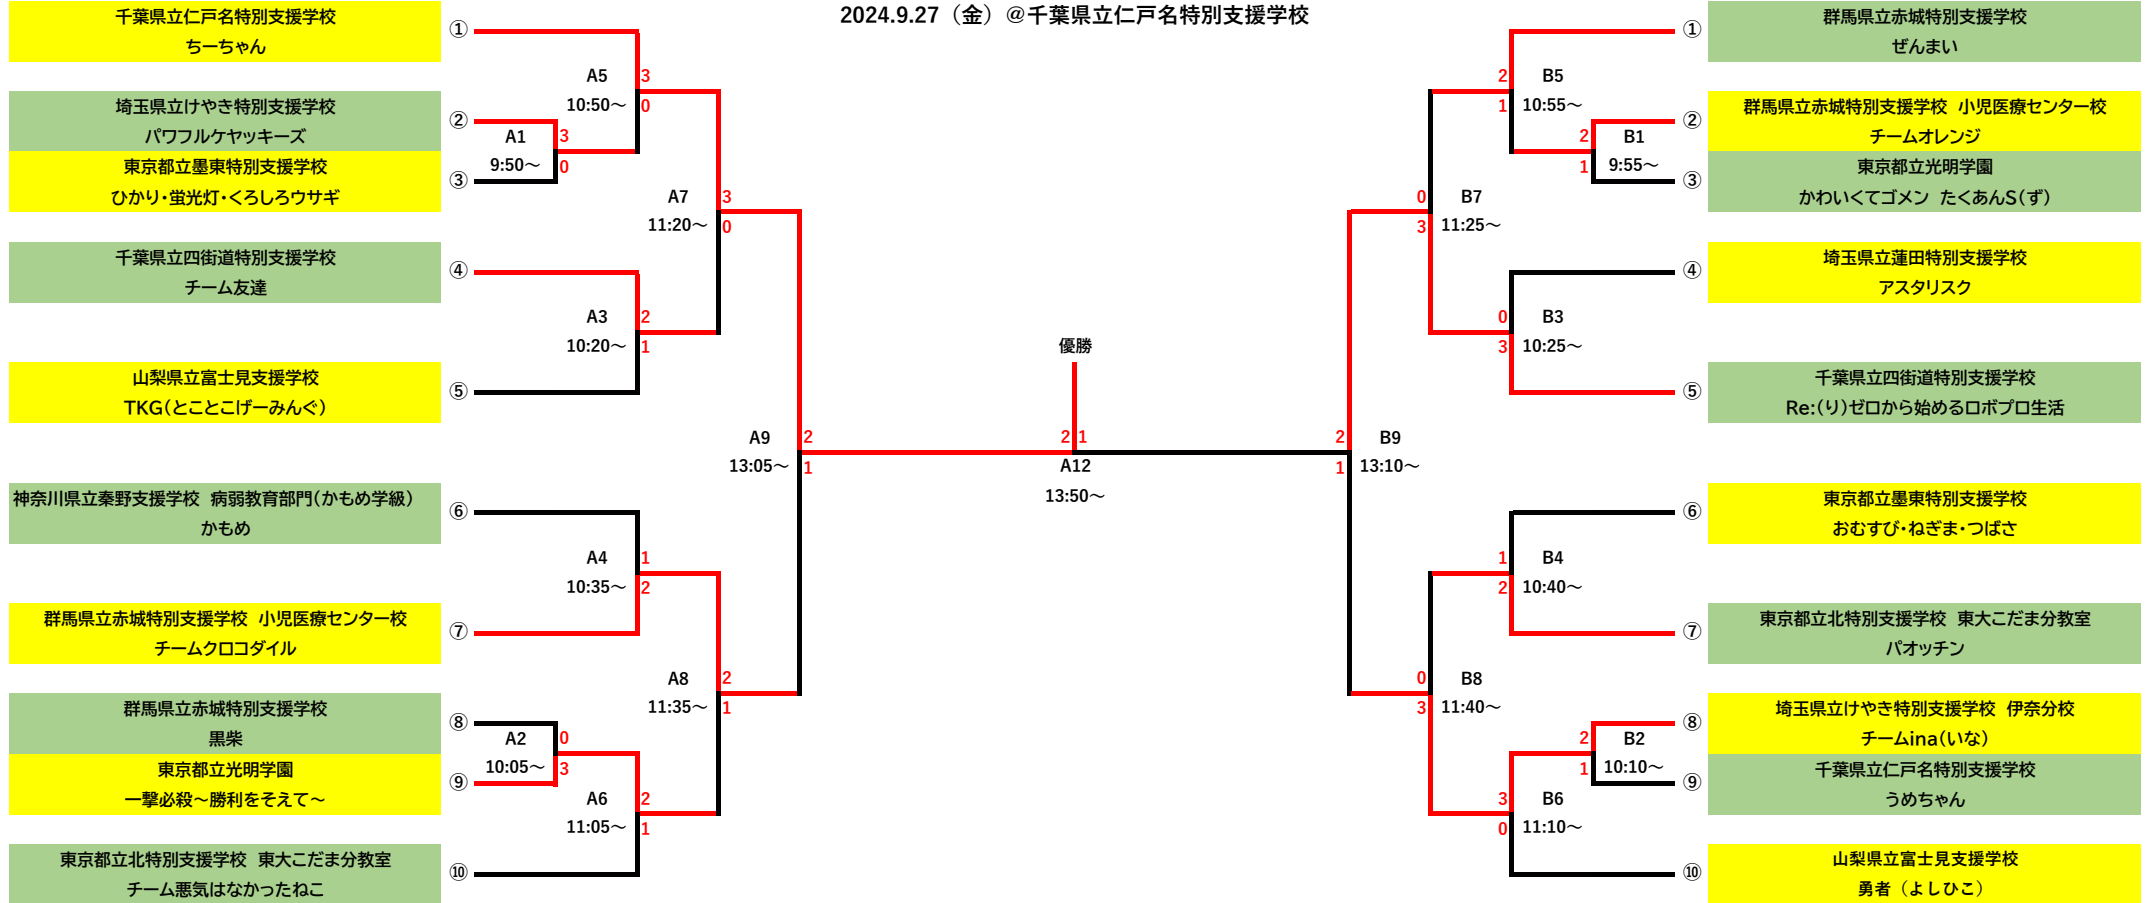 2024.9.27（金）＠千葉県立仁戸名特別支援学校
千葉県立仁戸名特別支援学校
ちーちゃん
①
埼玉県立けやき特別支援学校
パワフルケヤッキーズ
②
東京都立墨東特別支援学校
ひかり・蛍光灯・くろしろウサギ
③
千葉県立四街道特別支援学校
チーム友達
④
山梨県立富士見支援学校
TKG（とことこげーみんぐ）
⑤
神奈川県立秦野支援学校　病弱教育部門（かもめ学級）
かもめ
⑥
群馬県立赤城特別支援学校　小児医療センター校
チームクロコダイル
⑦
群馬県立赤城特別支援学校
黒柴
⑧
東京都立光明学園
一撃必殺～勝利をそえて～
⑨
東京都立北特別支援学校　東大こだま分教室
チーム悪気はなかったねこ
⑩
A1
9:50～
3
0
A2
10:05～
0
3
A5
10:50～
3
0
A3
10:20～
2
1
A4
10:35～
1
2
A6
11:05～
2
1
A7
11:20～
3
0
A8
11:35～
2
1
A9
13:05～
2
1
優勝
2 1
A12
13:50～
2
1
B9
13:10～
0
3
B7
11:25～
0
3
B8
11:40～
2
1
B5
10:55～
0
3
B3
10:25～
1
2
B4
10:40～
3
0
B6
11:10～
2
1
B1
9:55～
2
1
B2
10:10～
①
群馬県立赤城特別支援学校
ぜんまい
②
群馬県立赤城特別支援学校　小児医療センター校
チームオレンジ
③
東京都立光明学園
かわいくてゴメン　たくあんS（ず）
④
埼玉県立蓮田特別支援学校
アスタリスク
⑤
千葉県立四街道特別支援学校
Re:（り）ゼロから始めるロボプロ生活
⑥
東京都立墨東特別支援学校
おむすび・ねぎま・つばさ
⑦
東京都立北特別支援学校　東大こだま分教室
パオッチン
⑧
埼玉県立けやき特別支援学校　伊奈分校
チームina（いな）
⑨
千葉県立仁戸名特別支援学校
うめちゃん
⑩
山梨県立富士見支援学校
勇者（よしひこ）